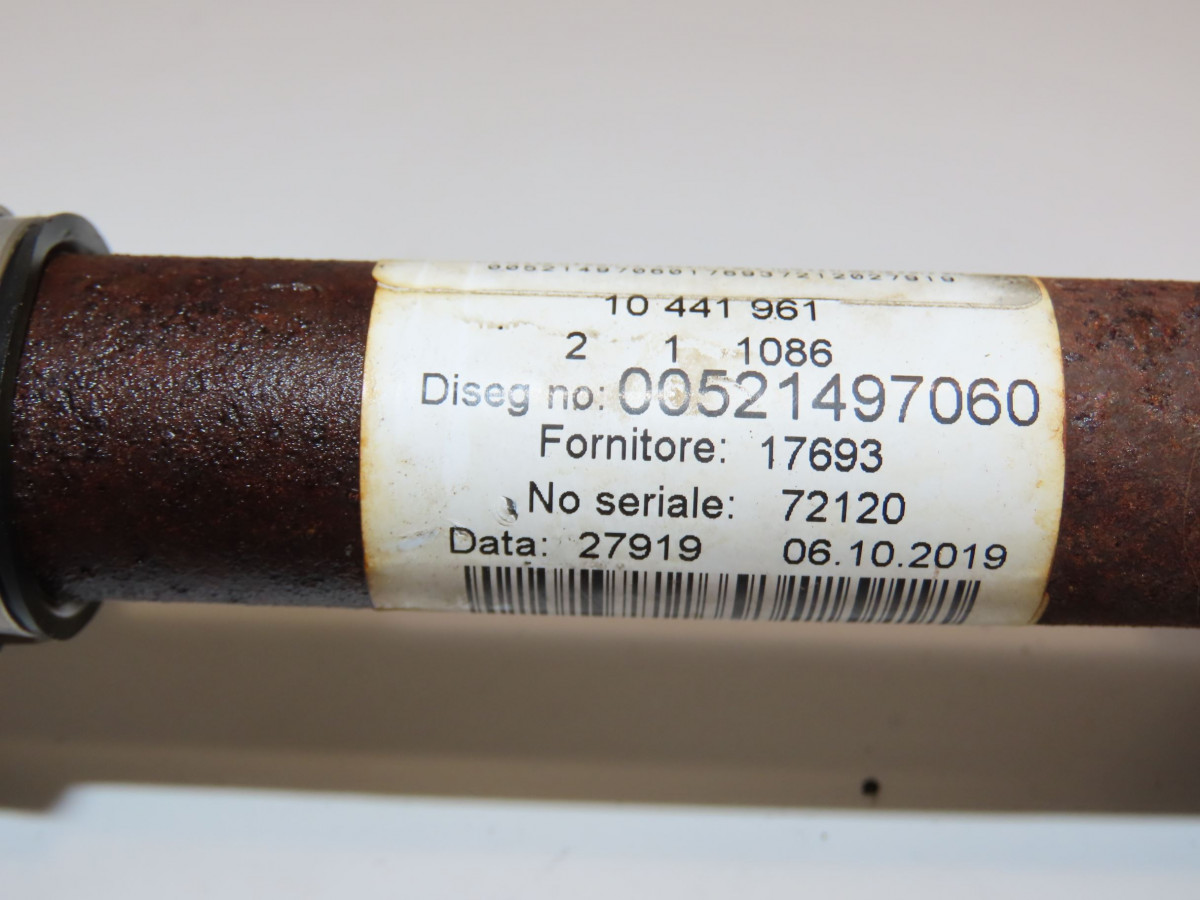 00521497060176937212027919
10 441 961
2 1 1086
Diseg no: 00521497060
Fornitore: 17693
No seriale: 72120
Data: 27919 06.10.2019